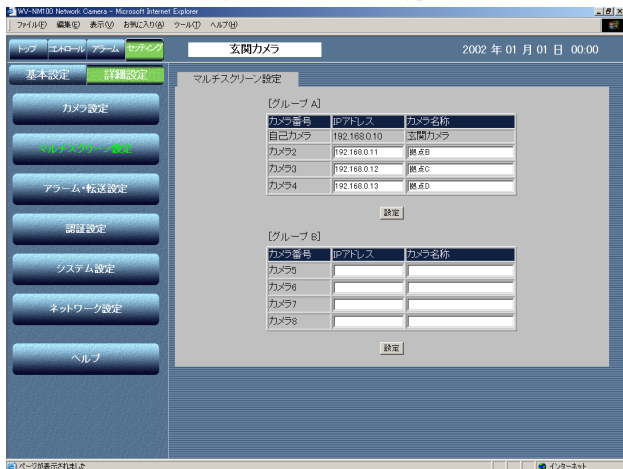 WV-NM100 Network Camera - Microsoft Internet Explorer
ファイル(F) 編集(E) 表示(V) お気に入り(A) ツール(T) ヘルプ(H)
トップ コントロール アラーム セッティング 玄関カメラ 2002 年 01 月 01 日 00:00
基本設定 詳細設定
マルチスクリーン設定
カメラ設定
マルチスクリーン設定
アラーム・転送設定
認証設定
システム設定
ネットワーク設定
ヘルプ
[グループ A]
カメラ番号 IPアドレス カメラ名称
自己カメラ 192.168.0.10 玄関カメラ
カメラ2 192.168.0.11 拠点B
カメラ3 192.168.0.12 拠点C
カメラ4 192.168.0.13 拠点D
設定
[グループ B]
カメラ番号 IPアドレス カメラ名称
カメラ5
カメラ6
カメラ7
カメラ8
設定
ページが表示されました インターネット